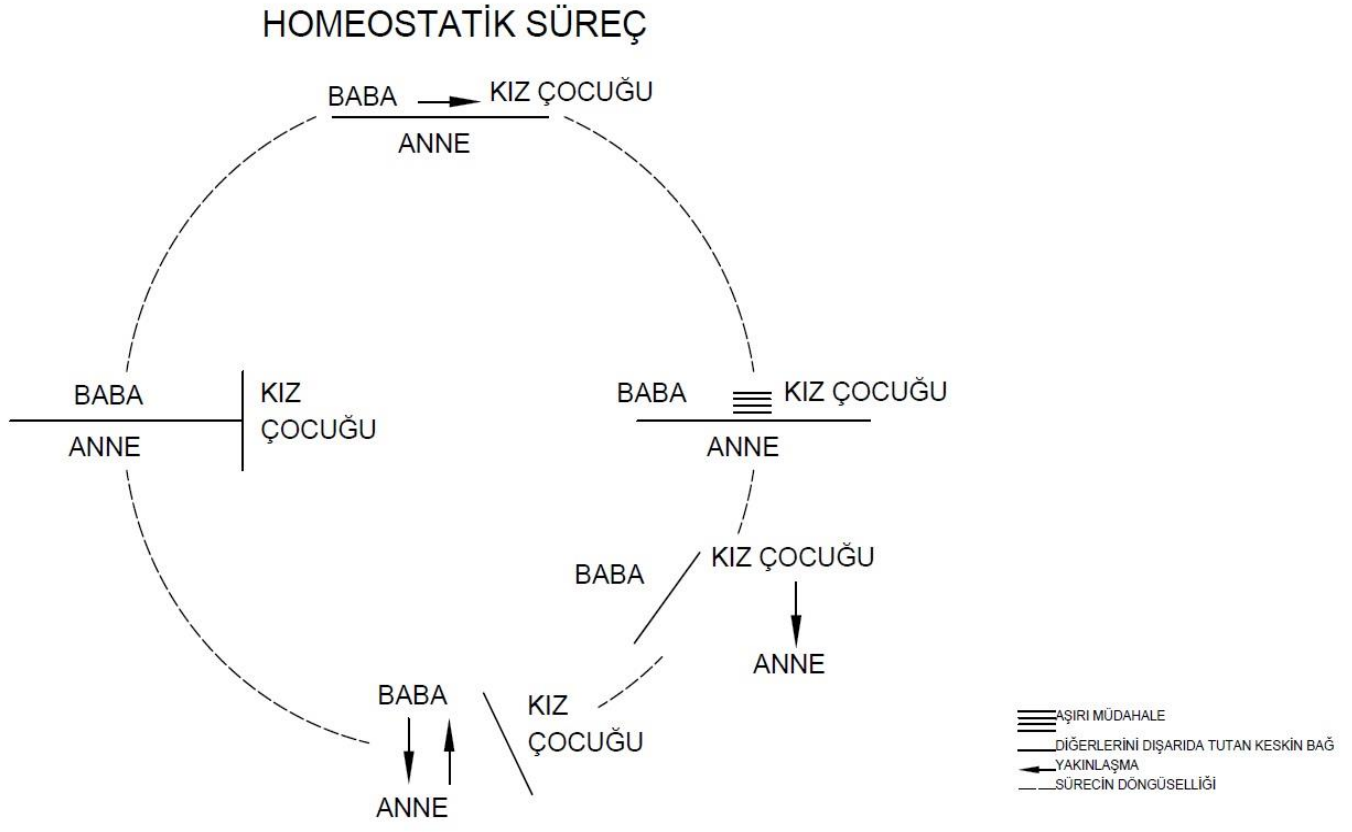 HOMEOSTATİK SÜREÇ
BABA KIZ ÇOCUĞU
ANNE
BABA KIZ ÇOCUĞU
ANNE
KIZ ÇOCUĞU
BABA
ANNE
BABA
KIZ
ÇOCUĞU
ANNE
BABA
KIZ
ÇOCUĞU
ANNE
AŞIRI MÜDAHALE
DİĞERLERİNİ DIŞARIDA TUTAN KESKİN BAĞ
YAKINLAŞMA
SÜRECİN DÖNGÜSELLİĞİ